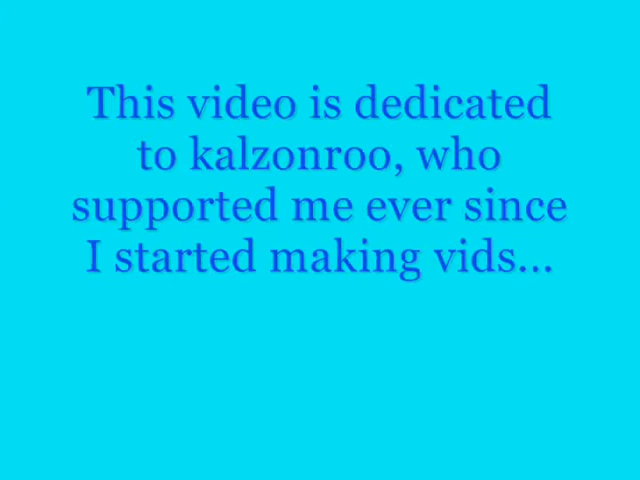 This video is dedicated
to kalzonroo, who
supported me ever since
I started making vids...